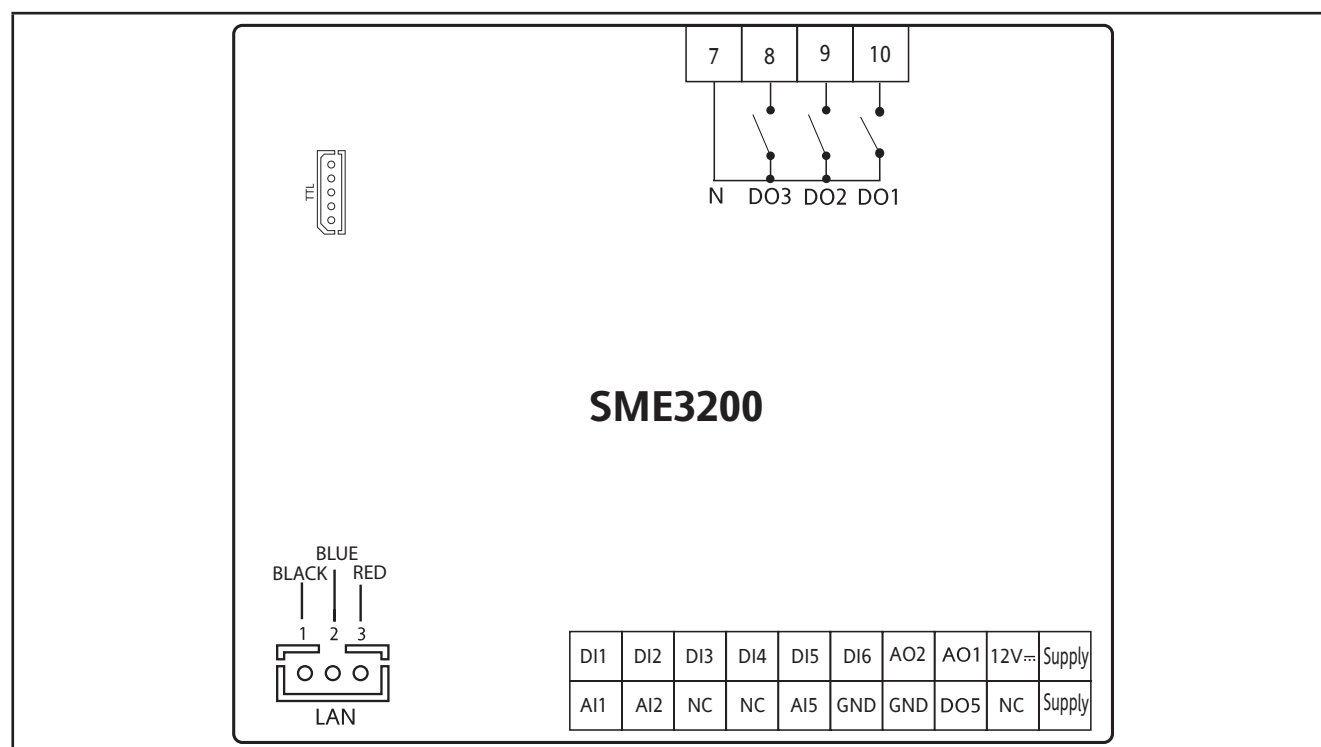 7 8 9 10
N DO3 DO2 DO1
TTL
SME3200
BLUE
BLACK RED
1 2 3
LAN
DI1 DI2 DI3 DI4 DI5 DI6 AO2 AO1 12V⎓ Supply
AI1 AI2 NC NC AI5 GND GND DO5 NC Supply